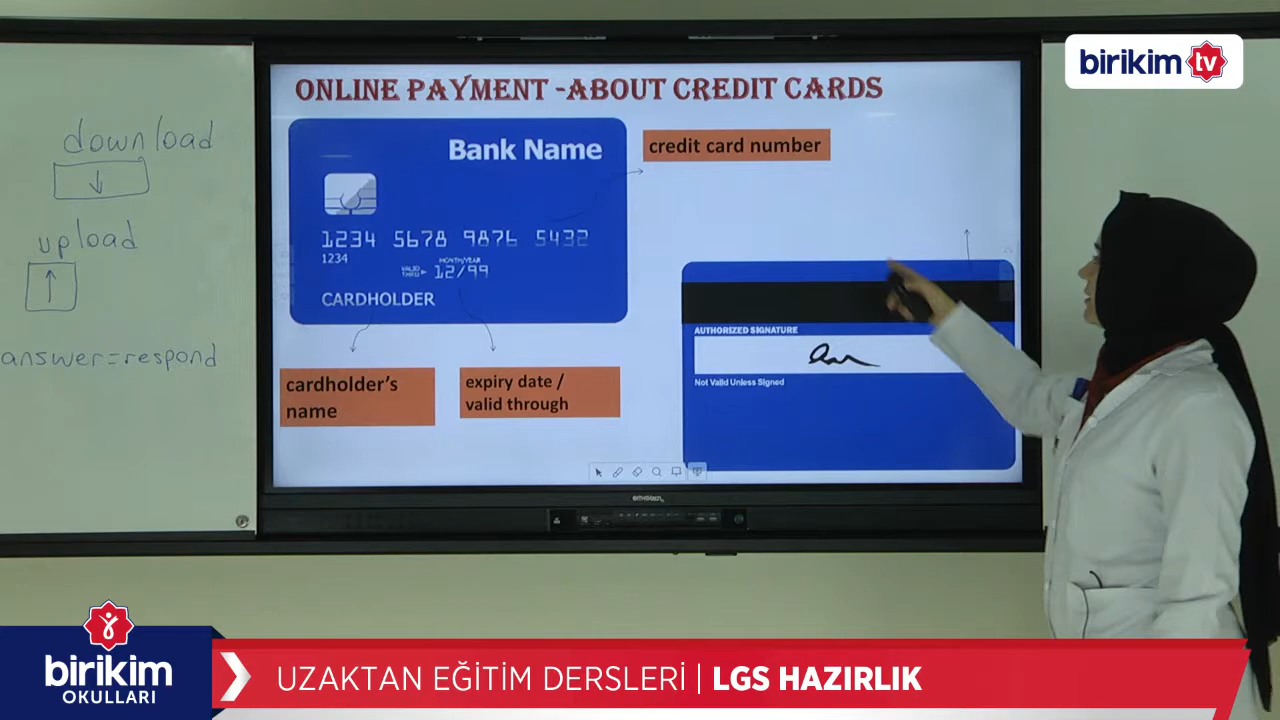 birikim tv
ONLINE PAYMENT -ABOUT CREDIT CARDS
download
upload
answer=respond
Bank Name
credit card number
1234 5678 9876 5432
1234
MONTH/YEAR
VALID THRU 12/99
CARDHOLDER
cardholder's
name
expiry date /
valid through
AUTHORIZED SIGNATURE
Not Valid Unless Signed
birikim
OKULLARI
UZAKTAN EĞİTİM DERSLERİ | LGS HAZIRLIK